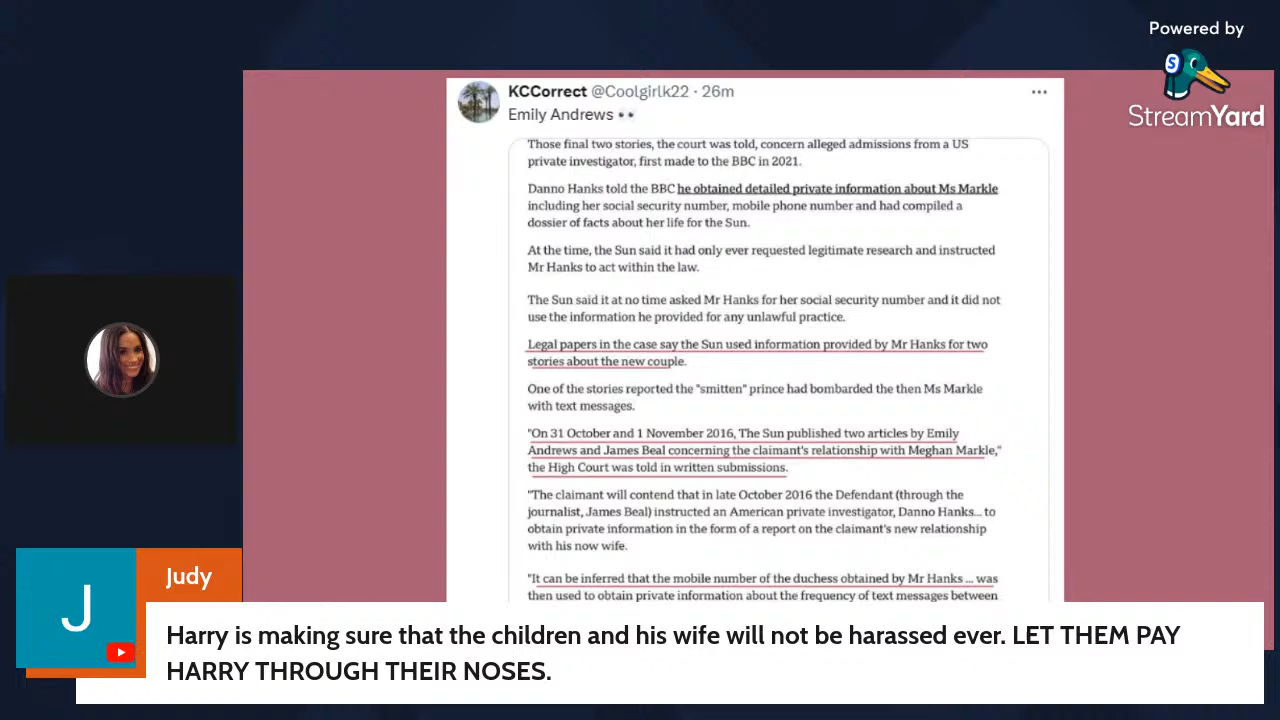 Powered by
StreamYard
KCCorrect @Coolgirlk22 · 26m
Emily Andrews 👀
Those final two stories, the court was told, concern alleged admissions from a US
private investigator, first made to the BBC in 2021.
Danno Hanks told the BBC he obtained detailed private information about Ms Markle
including her social security number, mobile phone number and had compiled a
dossier of facts about her life for the Sun.
At the time, the Sun said it had only ever requested legitimate research and instructed
Mr Hanks to act within the law.
The Sun said it at no time asked Mr Hanks for her social security number and it did not
use the information he provided for any unlawful practice.
Legal papers in the case say the Sun used information provided by Mr Hanks for two
stories about the new couple.
One of the stories reported the "smitten" prince had bombarded the then Ms Markle
with text messages.
"On 31 October and 1 November 2016, The Sun published two articles by Emily
Andrews and James Beal concerning the claimant's relationship with Meghan Markle,"
the High Court was told in written submissions.
"The claimant will contend that in late October 2016 the Defendant (through the
journalist, James Beal) instructed an American private investigator, Danno Hanks... to
obtain private information in the form of a report on the claimant's new relationship
with his now wife.
"It can be inferred that the mobile number of the duchess obtained by Mr Hanks ... was
then used to obtain private information about the frequency of text messages between
J
Judy
Harry is making sure that the children and his wife will not be harassed ever. LET THEM PAY
HARRY THROUGH THEIR NOSES.